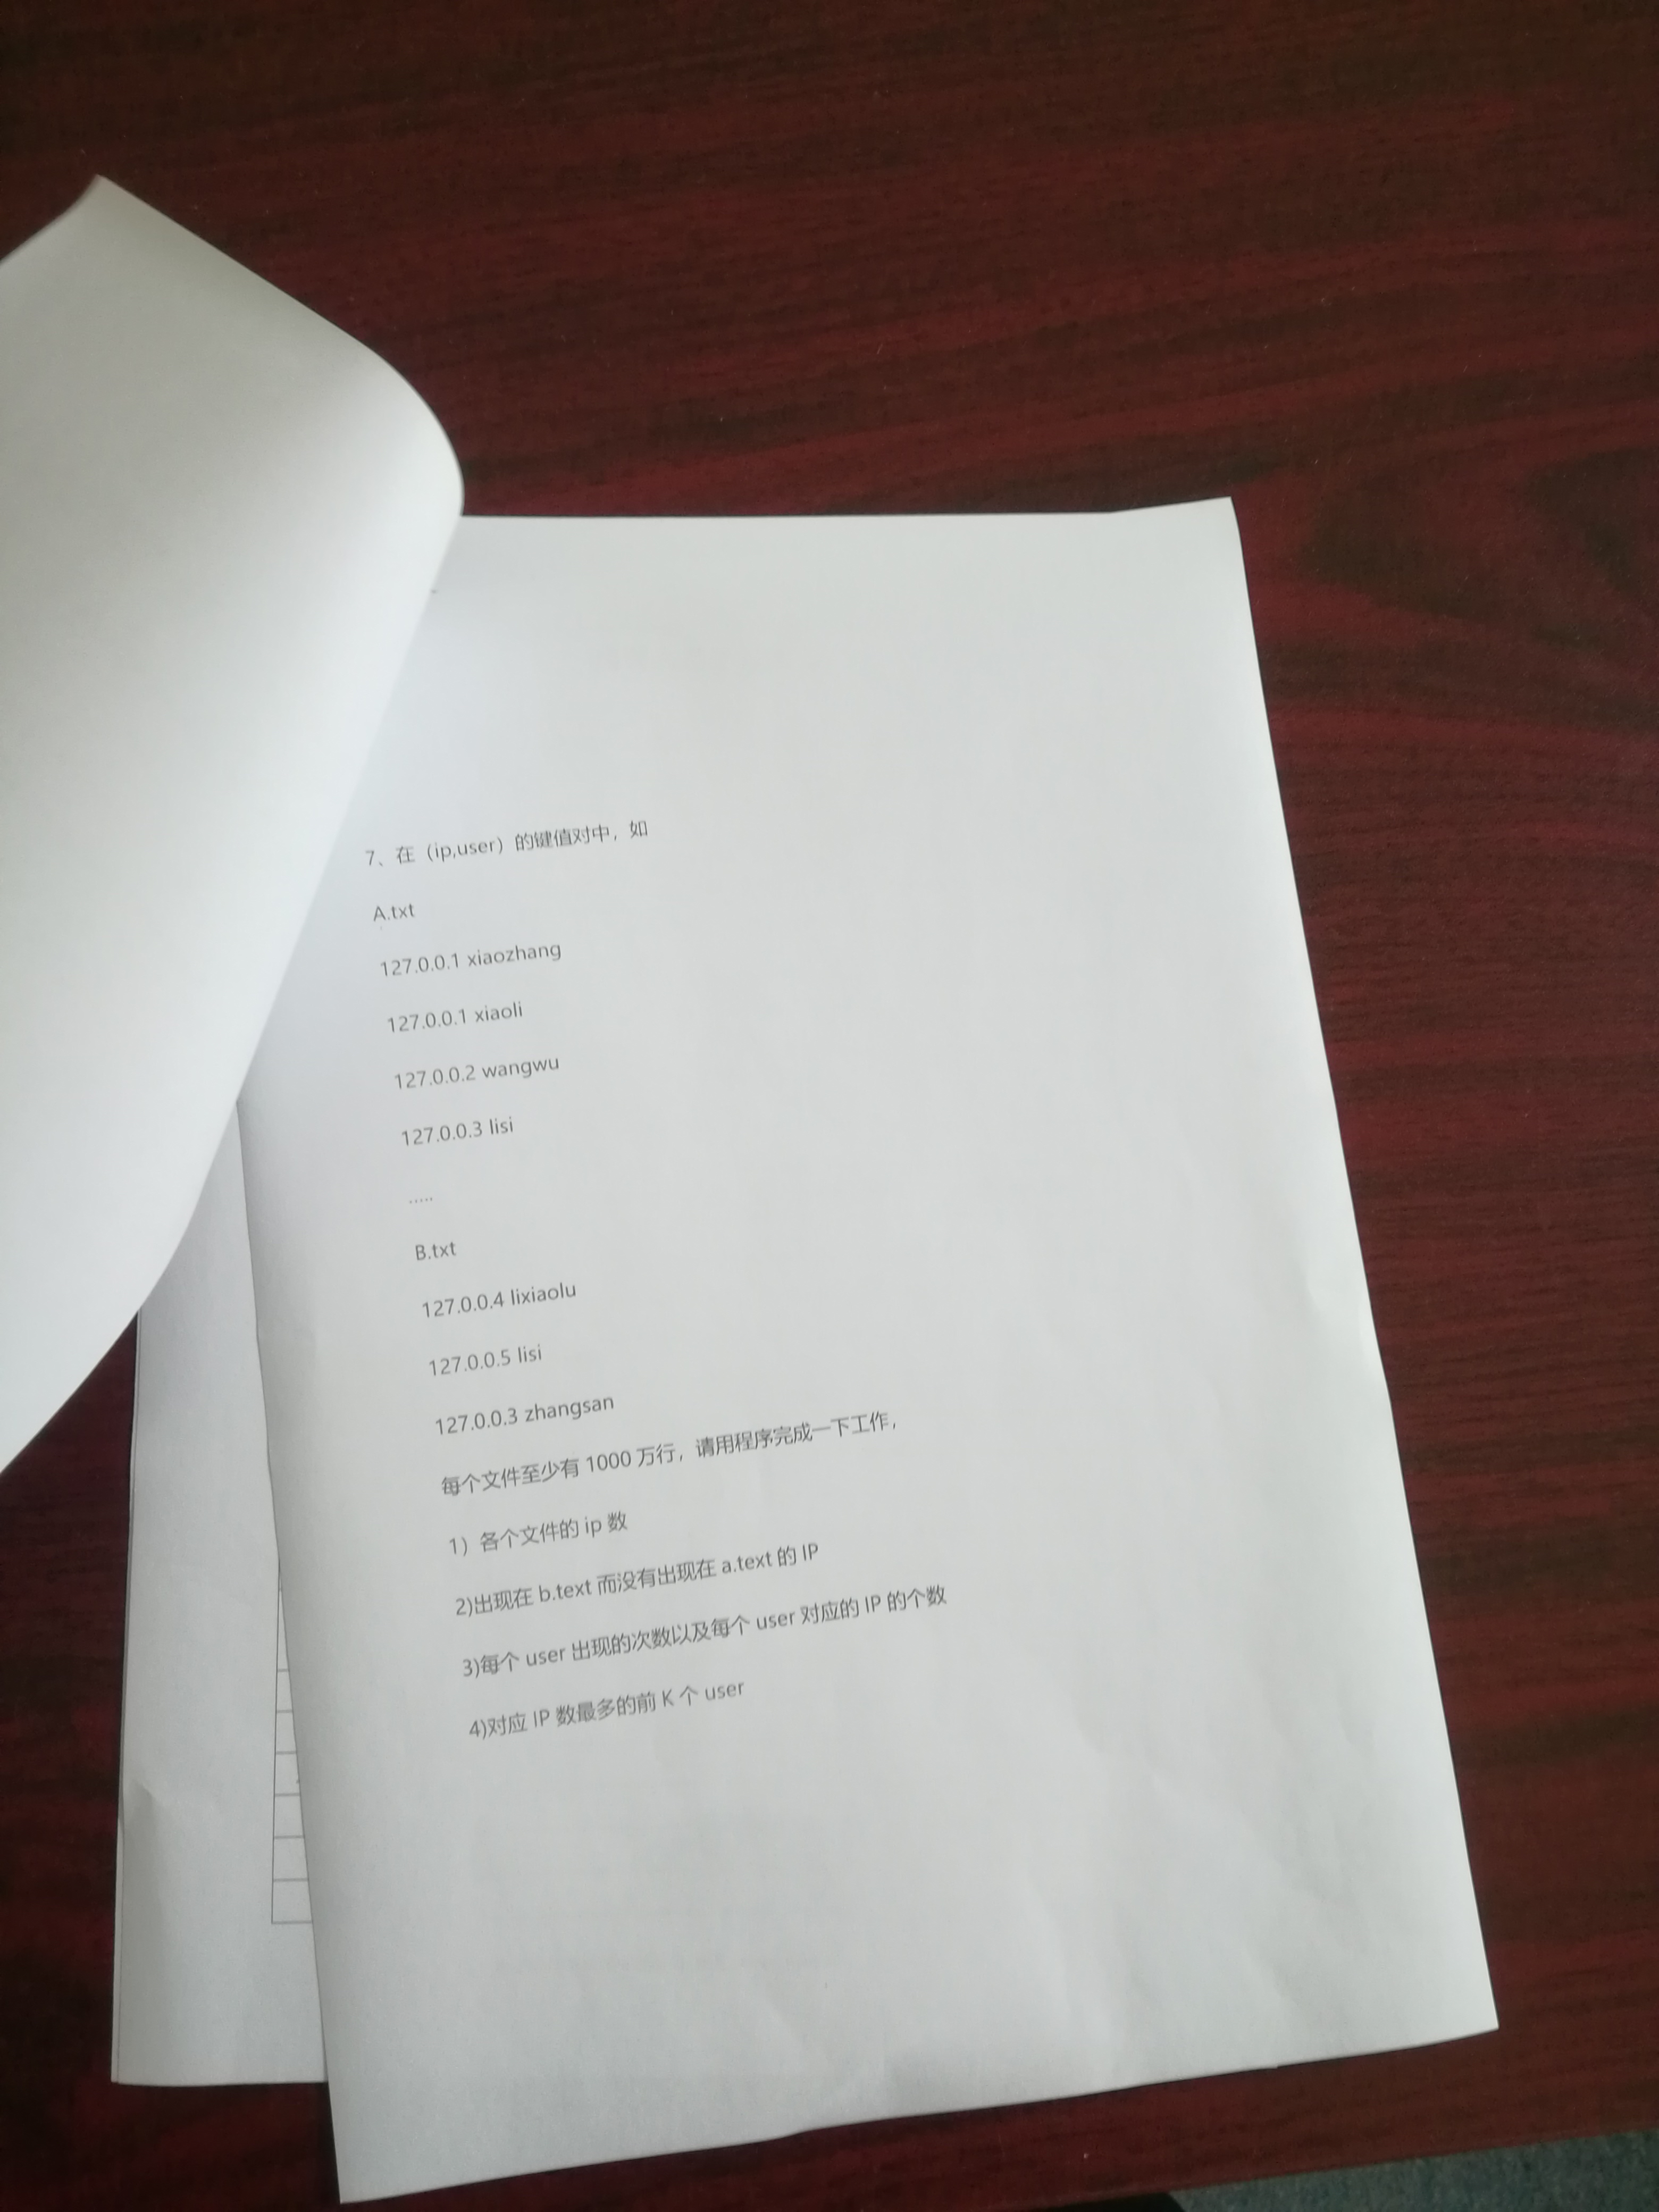 7、在（ip,user）的键值对中，如
A.txt
127.0.0.1 xiaozhang
127.0.0.1 xiaoli
127.0.0.2 wangwu
127.0.0.3 lisi
.....
B.txt
127.0.0.4 lixiaolu
127.0.0.5 lisi
127.0.0.3 zhangsan
每个文件至少有 1000 万行，请用程序完成一下工作，
1）各个文件的 ip 数
2)出现在 b.text 而没有出现在 a.text 的 IP
3)每个 user 出现的次数以及每个 user 对应的 IP 的个数
4)对应 IP 数最多的前 K 个 user